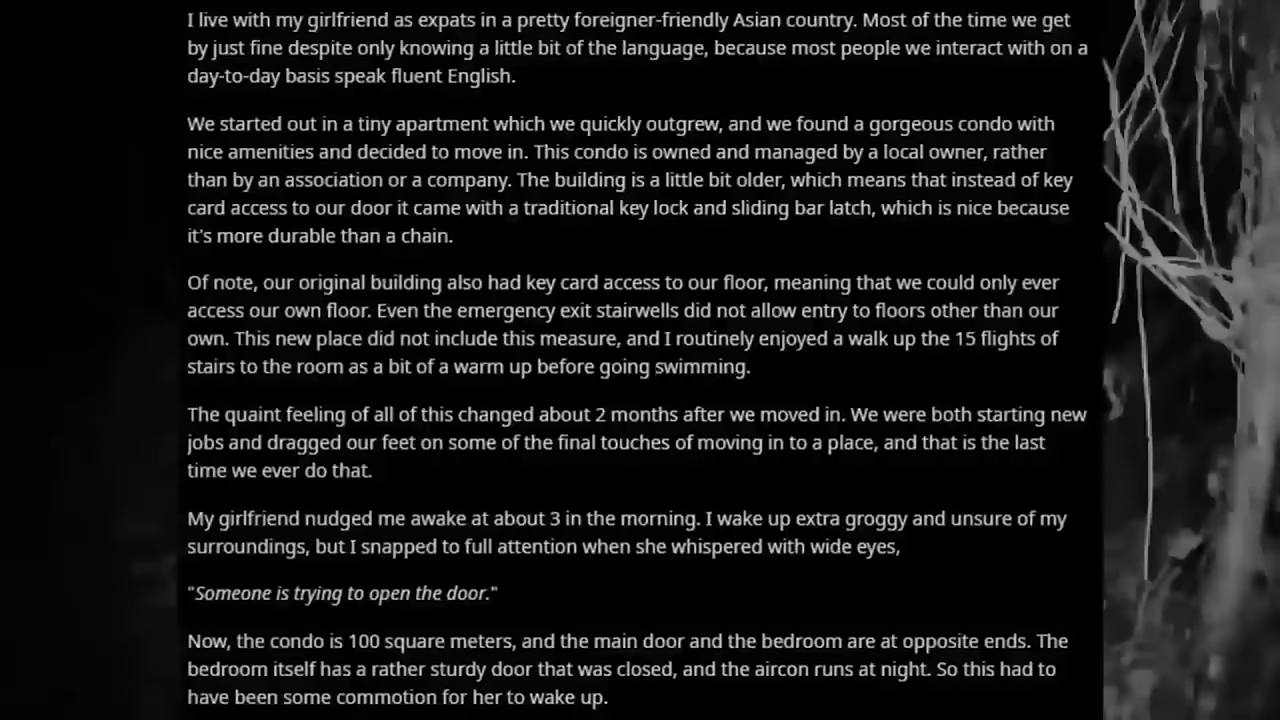 I live with my girlfriend as expats in a pretty foreigner-friendly Asian country. Most of the time we get
by just fine despite only knowing a little bit of the language, because most people we interact with on a
day-to-day basis speak fluent English.
We started out in a tiny apartment which we quickly outgrew, and we found a gorgeous condo with
nice amenities and decided to move in. This condo is owned and managed by a local owner, rather
than by an association or a company. The building is a little bit older, which means that instead of key
card access to our door it came with a traditional key lock and sliding bar latch, which is nice because
it's more durable than a chain.
Of note, our original building also had key card access to our floor, meaning that we could only ever
access our own floor. Even the emergency exit stairwells did not allow entry to floors other than our
own. This new place did not include this measure, and I routinely enjoyed a walk up the 15 flights of
stairs to the room as a bit of a warm up before going swimming.
The quaint feeling of all of this changed about 2 months after we moved in. We were both starting new
jobs and dragged our feet on some of the final touches of moving in to a place, and that is the last
time we ever do that.
My girlfriend nudged me awake at about 3 in the morning. I wake up extra groggy and unsure of my
surroundings, but I snapped to full attention when she whispered with wide eyes,
"Someone is trying to open the door."
Now, the condo is 100 square meters, and the main door and the bedroom are at opposite ends. The
bedroom itself has a rather sturdy door that was closed, and the aircon runs at night. So this had to
have been some commotion for her to wake up.